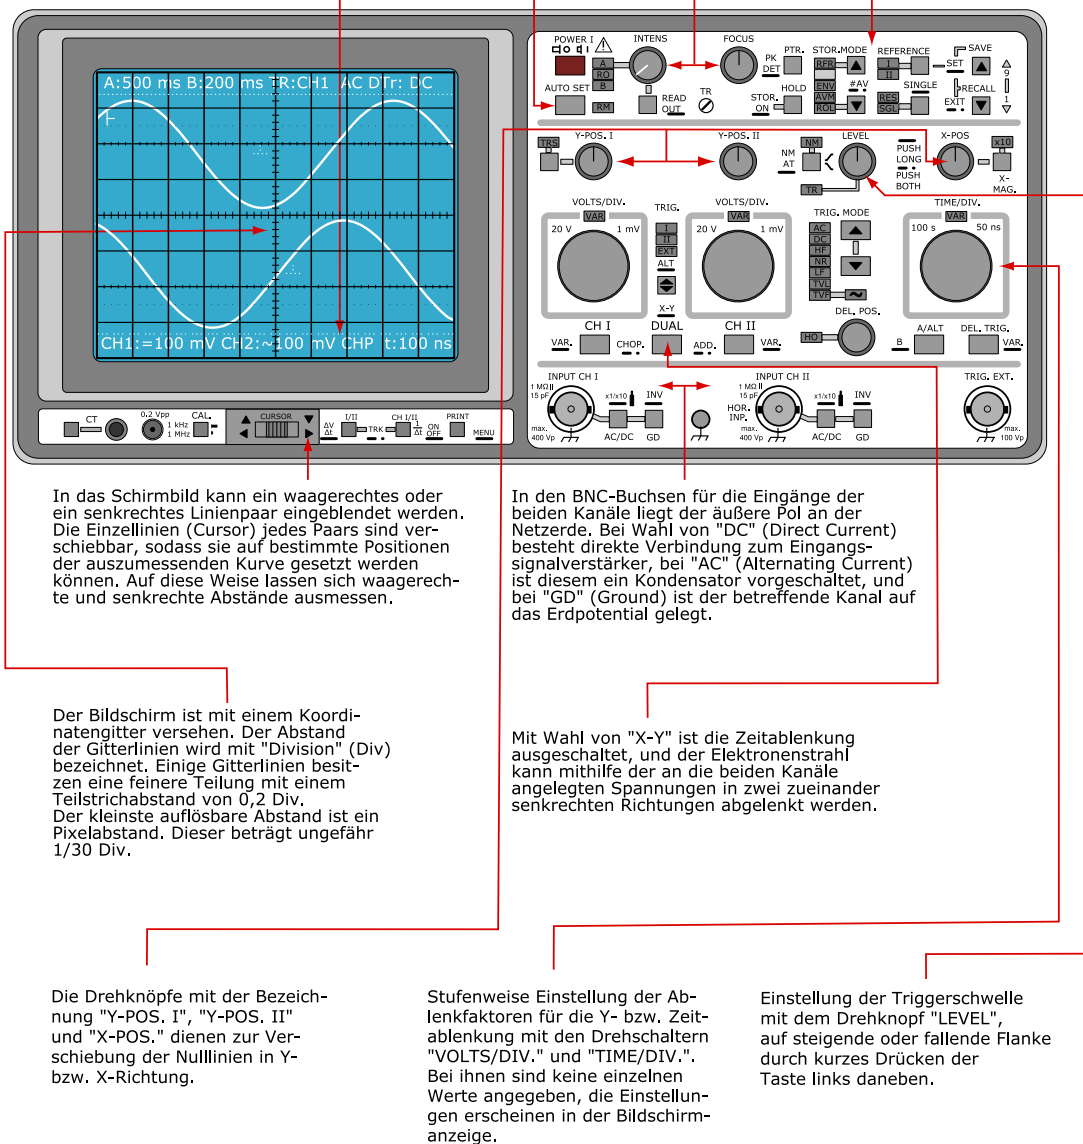 POWER I
INTENS
FOCUS
A
RO
B
AUTO SET
RM
READ
OUT
TR
PK
DET
PTR.
STOR.
ON
HOLD
STOR.MODE
RFR
ENV
AVM
ROL
#AV
REFERENCE
I
II
SET
SINGLE
RES
SGL
SAVE
RECALL
EXIT
9
1
A:500 ms B:200 ms TR:CH1 AC DTr: DC
CH1:=100 mV CH2:~100 mV CHP t:100 ns
TRS
Y-POS. I
Y-POS. II
NM
AT
NM
LEVEL
TR
PUSH
LONG
PUSH
BOTH
X-POS
x10
X-
MAG.
VOLTS/DIV.
VAR
20 V
1 mV
TRIG.
I
II
EXT
ALT
X-Y
VOLTS/DIV.
VAR
20 V
1 mV
TRIG. MODE
AC
DC
HF
NR
LF
TVL
TVF
~
TIME/DIV.
VAR
100 s
50 ns
DEL. POS.
HO
CH I
VAR.
CHOP.
DUAL
ADD.
CH II
VAR.
A/ALT
B
DEL. TRIG.
VAR.
INPUT CH I
1 MΩ II
15 pF
max.
400 Vp
x1/x10
INV
AC/DC
GD
INPUT CH II
1 MΩ II
15 pF
HOR.
INP.
max.
400 Vp
x1/x10
INV
AC/DC
GD
TRIG. EXT.
max.
100 Vp
CT
0.2 Vpp
1 kHz
1 MHz
CAL.
CURSOR
ΔV
Δt
I/II
TRK
CH I/II
1
Δt
ON
OFF
PRINT
MENU
In das Schirmbild kann ein waagerechtes oder
ein senkrechtes Linienpaar eingeblendet werden.
Die Einzellinien (Cursor) jedes Paars sind ver-
schiebbar, sodass sie auf bestimmte Positionen
der auszumessenden Kurve gesetzt werden
können. Auf diese Weise lassen sich waagerech-
te und senkrechte Abstände ausmessen.
In den BNC-Buchsen für die Eingänge der
beiden Kanäle liegt der äußere Pol an der
Netzerde. Bei Wahl von "DC" (Direct Current)
besteht direkte Verbindung zum Eingangs-
signalverstärker, bei "AC" (Alternating Current)
ist diesem ein Kondensator vorgeschaltet, und
bei "GD" (Ground) ist der betreffende Kanal auf
das Erdpotential gelegt.
Der Bildschirm ist mit einem Koordi-
natengitter versehen. Der Abstand
der Gitterlinien wird mit "Division" (Div)
bezeichnet. Einige Gitterlinien besit-
zen eine feinere Teilung mit einem
Teilstrichabstand von 0,2 Div.
Der kleinste auflösbare Abstand ist ein
Pixelabstand. Dieser beträgt ungefähr
1/30 Div.
Mit Wahl von "X-Y" ist die Zeitablenkung
ausgeschaltet, und der Elektronenstrahl
kann mithilfe der an die beiden Kanäle
angelegten Spannungen in zwei zueinander
senkrechten Richtungen abgelenkt werden.
Die Drehknöpfe mit der Bezeich-
nung "Y-POS. I", "Y-POS. II"
und "X-POS." dienen zur Ver-
schiebung der Nulllinien in Y-
bzw. X-Richtung.
Stufenweise Einstellung der Ab-
lenkfaktoren für die Y- bzw. Zeit-
ablenkung mit den Drehschaltern
"VOLTS/DIV." und "TIME/DIV.".
Bei ihnen sind keine einzelnen
Werte angegeben, die Einstellun-
gen erscheinen in der Bildschirm-
anzeige.
Einstellung der Triggerschwelle
mit dem Drehknopf "LEVEL",
auf steigende oder fallende Flanke
durch kurzes Drücken der
Taste links daneben.